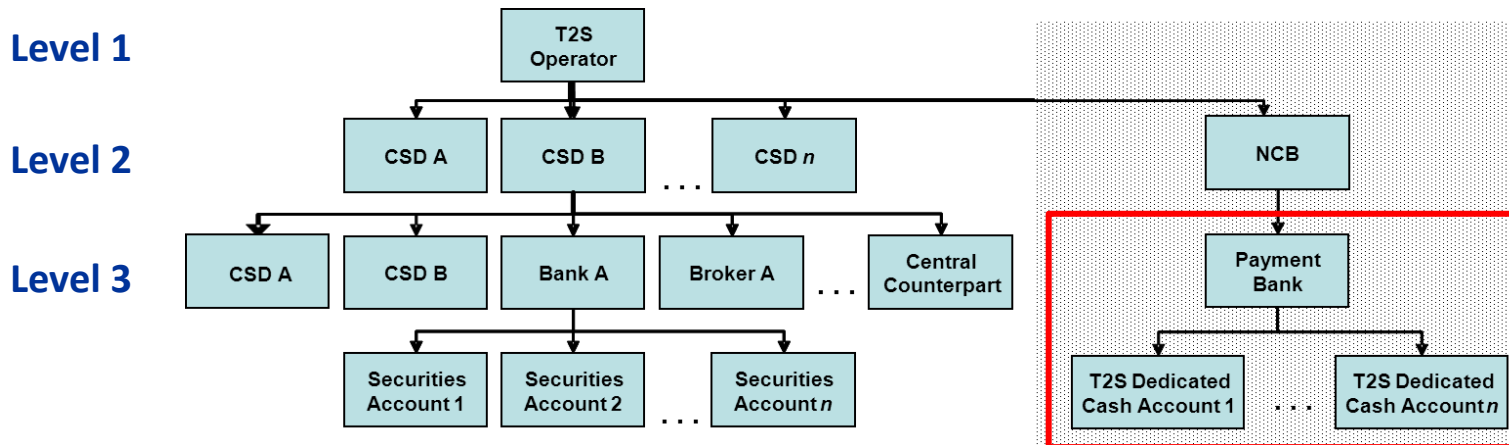 Level 1
T2S
Operator
Level 2
CSD A
CSD B
. . .
CSD n
NCB
Level 3
CSD A
CSD B
Bank A
Broker A
. . .
Central
Counterpart
Payment
Bank
Securities
Account 1
Securities
Account 2
. . .
Securities
Account n
T2S Dedicated
Cash Account 1
. . .
T2S Dedicated
Cash Account n